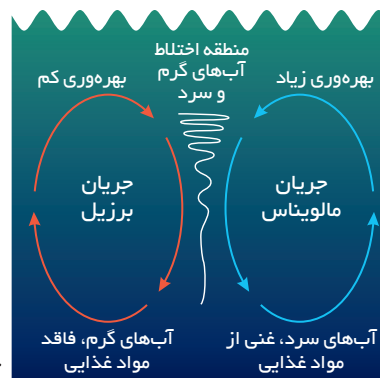 منطقه اختلاط
آب‌های گرم
و سرد
بهره‌وری زیاد
بهره‌وری کم
جریان
مالویناس
جریان
برزیل
آب‌های سرد، غنی از
مواد غذایی
آب‌های گرم، فاقد
مواد غذایی